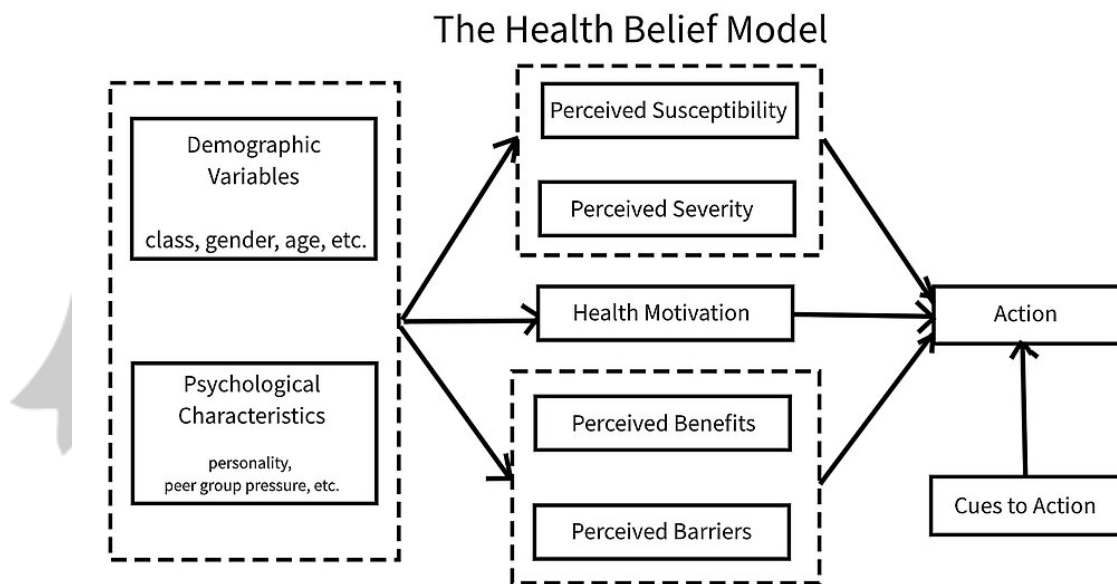 The Health Belief Model
Demographic
Variables
class, gender, age, etc.
Psychological
Characteristics
personality,
peer group pressure, etc.
Perceived Susceptibility
Perceived Severity
Health Motivation
Perceived Benefits
Perceived Barriers
Action
Cues to Action